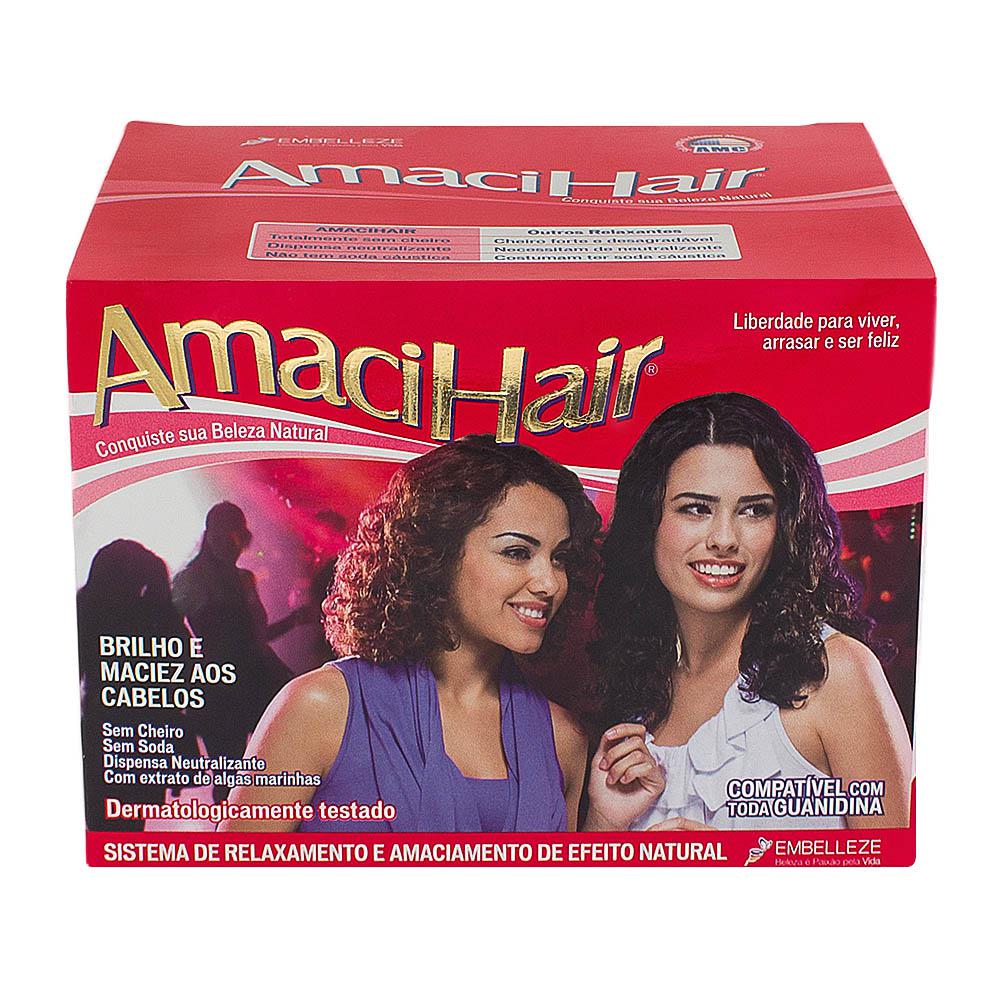 EMBELLEZE
AMC
AmaciHair
Conquiste sua Beleza Natural
AMACIHAIR
Outros Relaxantes
Totalmente sem cheiro
Cheiro forte e desagradável
Dispensa neutralizante
Necessitam de neutralizante
Não tem soda cáustica
Costumam ter soda cáustica
AmaciHair®
Conquiste sua Beleza Natural
Liberdade para viver,
arrasar e ser feliz
BRILHO E
MACIEZ AOS
CABELOS
Sem Cheiro
Sem Soda
Dispensa Neutralizante
Com extrato de algas marinhas
Dermatologicamente testado
COMPATÍVEL COM
TODA GUANIDINA
SISTEMA DE RELAXAMENTO E AMACIAMENTO DE EFEITO NATURAL
EMBELLEZE
Beleza é Paixão pela Vida